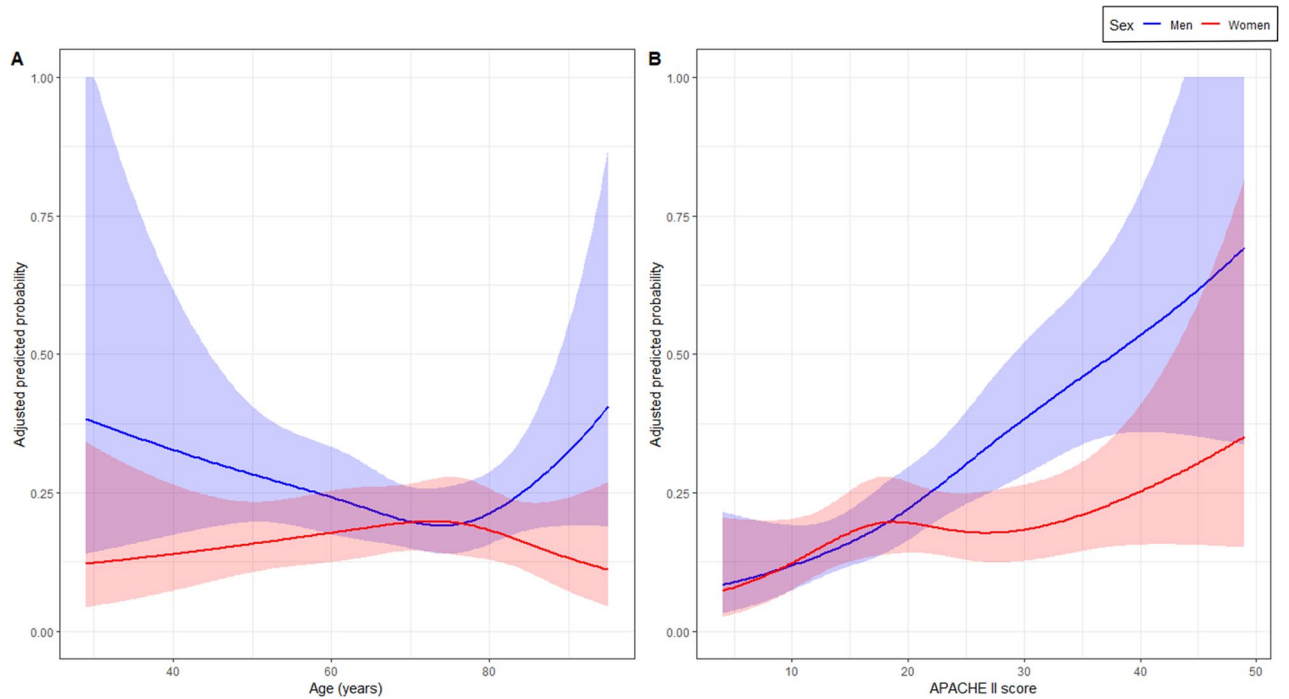 Sex Men Women
A
B
Adjusted predicted probability
1.00
0.75
0.50
0.25
0.00
40 60 80
Age (years)
Adjusted predicted probability
1.00
0.75
0.50
0.25
0.00
10 20 30 40 50
APACHE II score